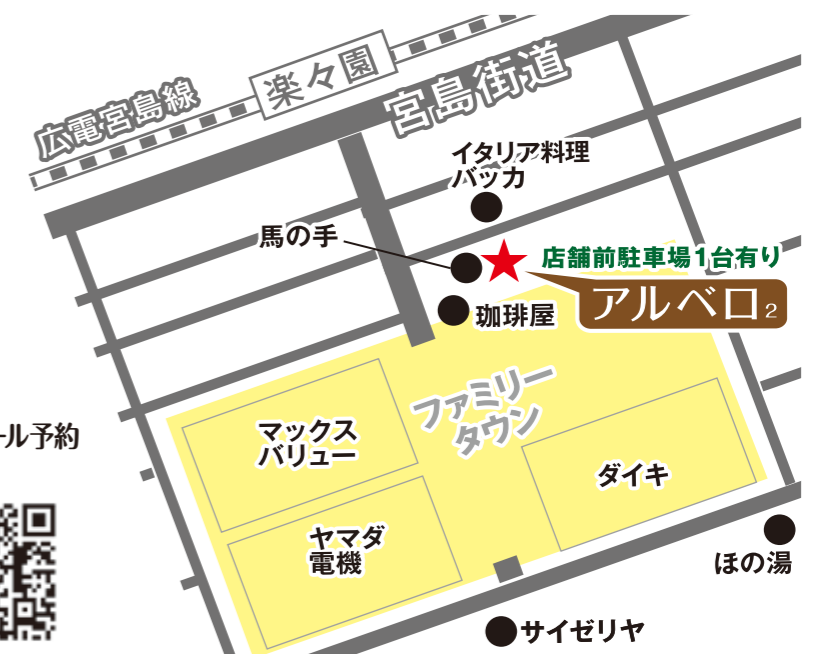 広電宮島線
楽々園
宮島街道
イタリア料理
バッカ
馬の手
店舗前駐車場1台有り
アルベロ2
珈琲屋
ファミリー
タウン
マックス
バリュー
ール予約
ダイキ
ヤマダ
電機
ほの湯
サイゼリヤ